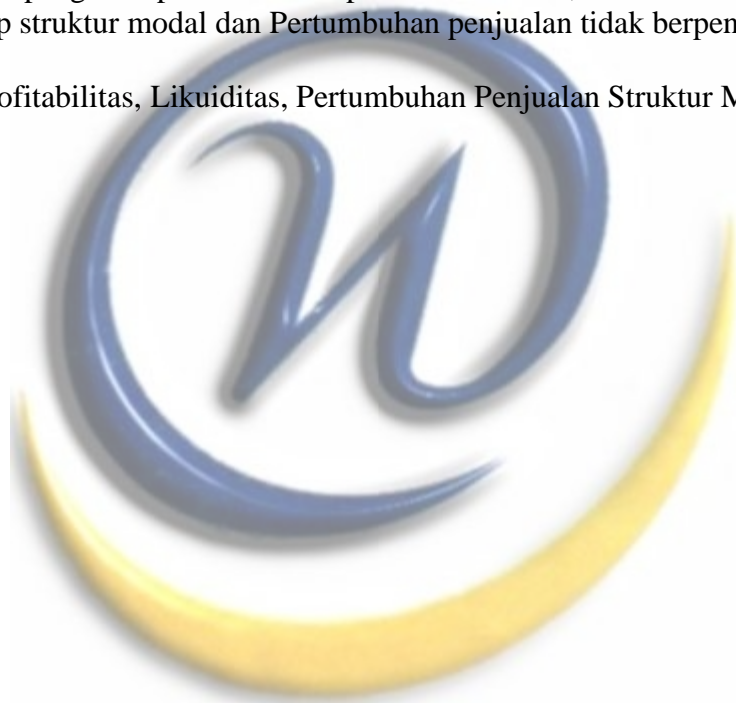 p struktur modal dan Pertumbuhan penjualan tidak berpen
ofitabilitas, Likuiditas, Pertumbuhan Penjualan Struktur M